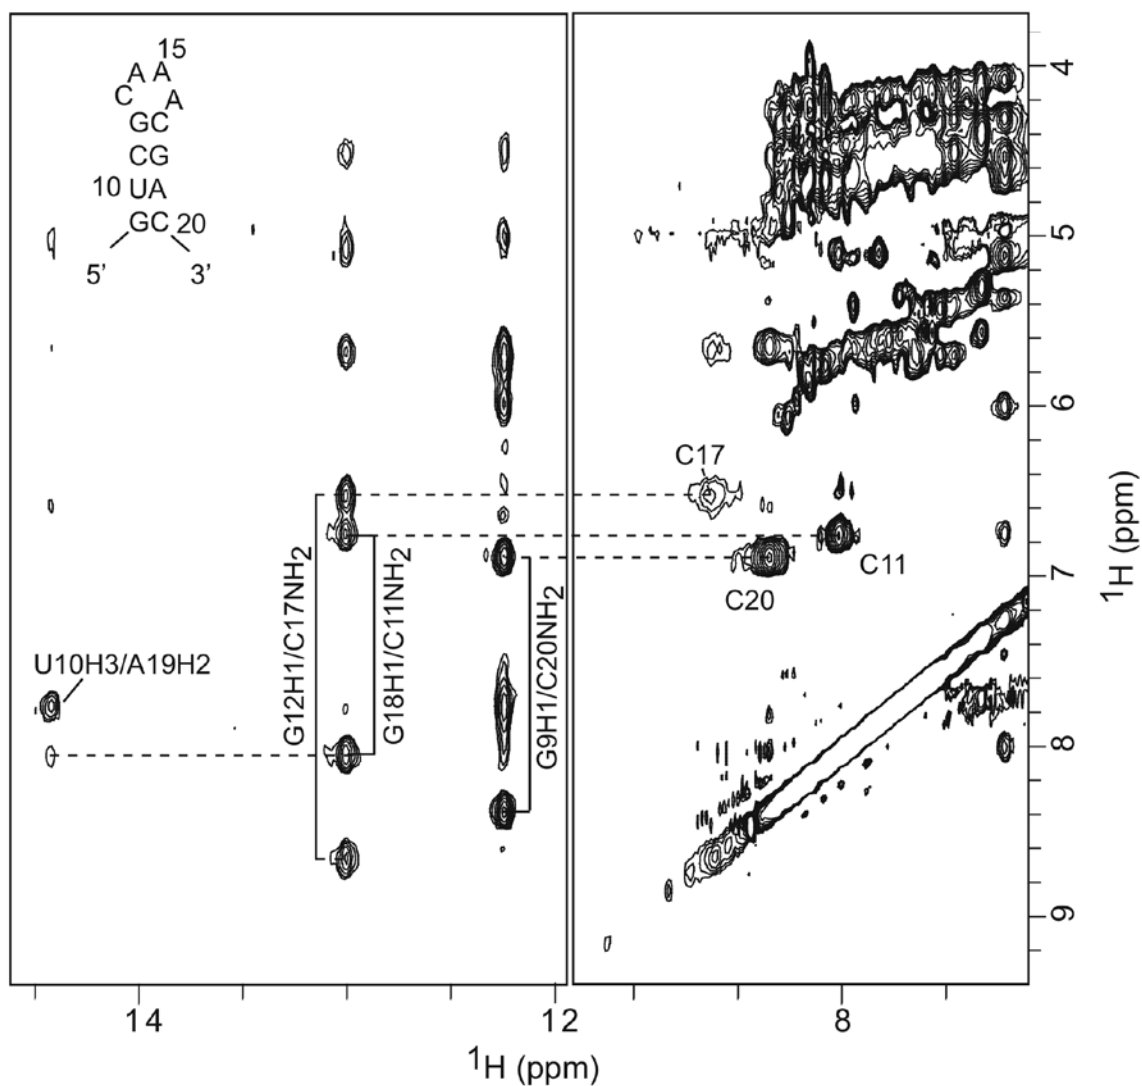 15
A A
C A
GC
CG
10 UA
GC 20
5' 3'
U10H3/A19H2
G12H1/C17NH2
G18H1/C11NH2
G9H1/C20NH2
C17
C11
C20
4
5
6
7
8
9
1H (ppm)
14
12
8
1H (ppm)